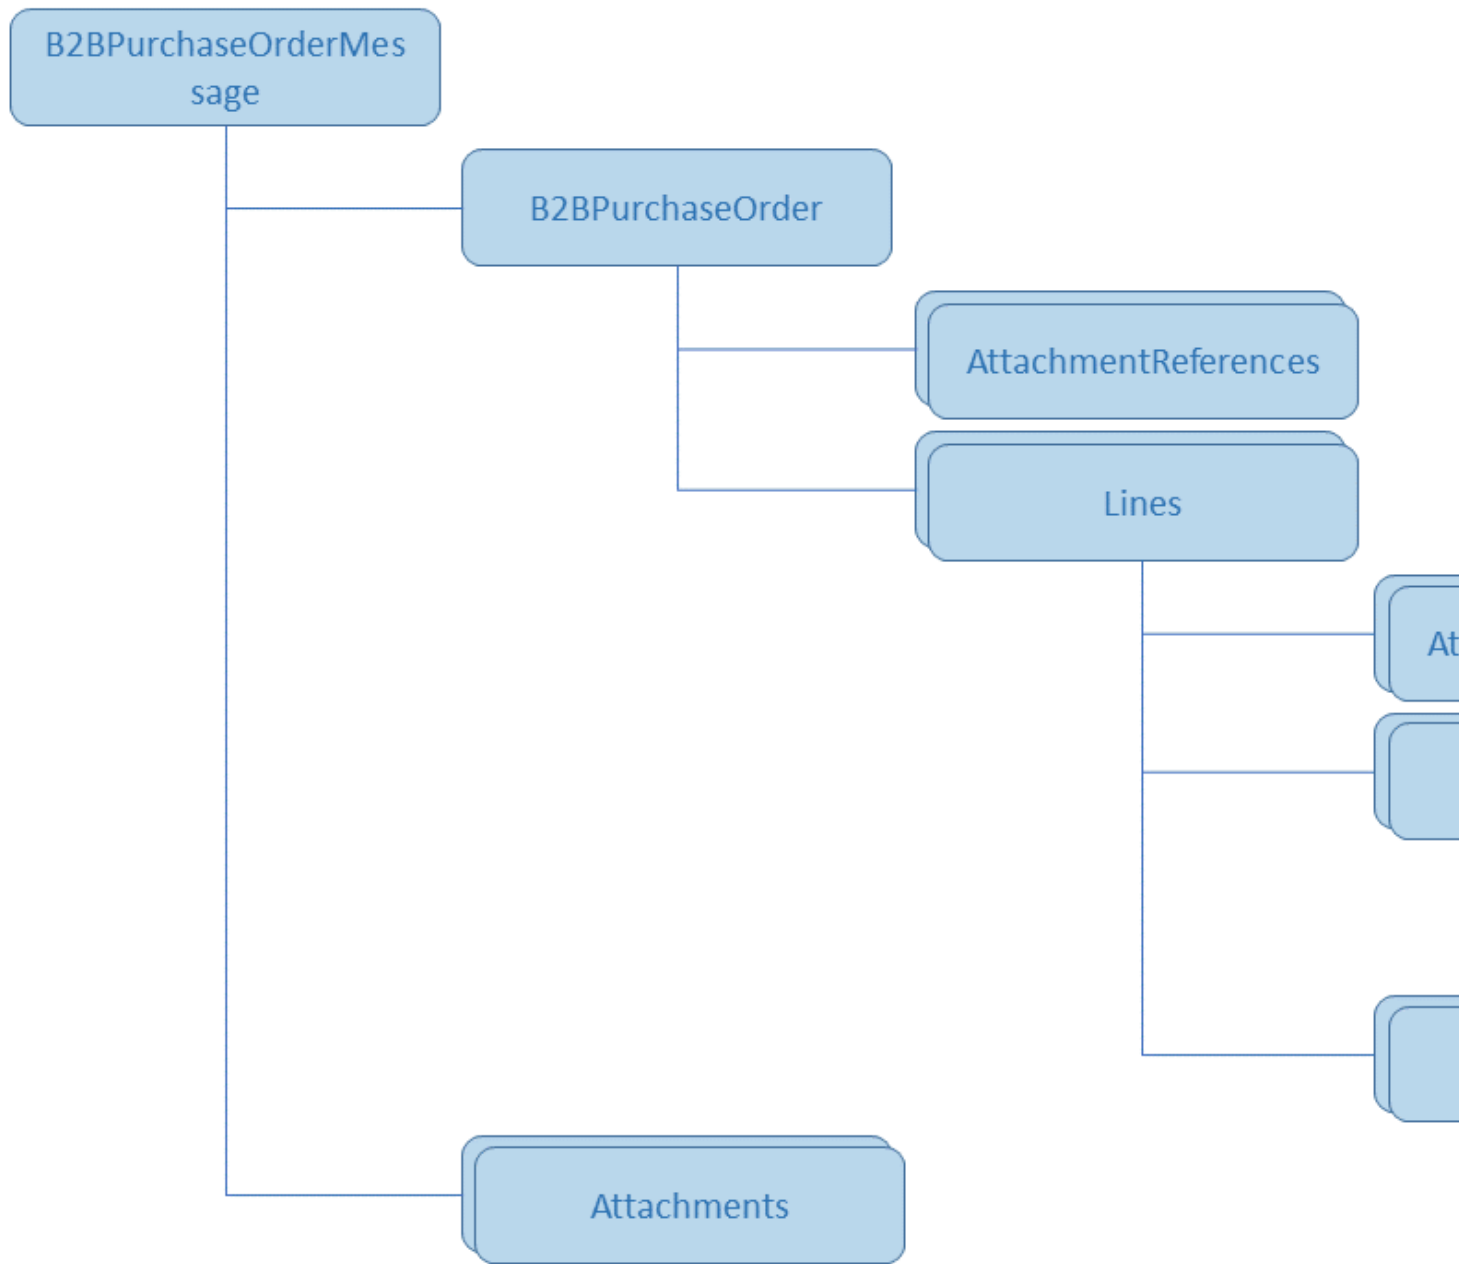 B2BPurchaseOrderMes
sage
B2BPurchaseOrder
AttachmentReferences
Lines
Attachments